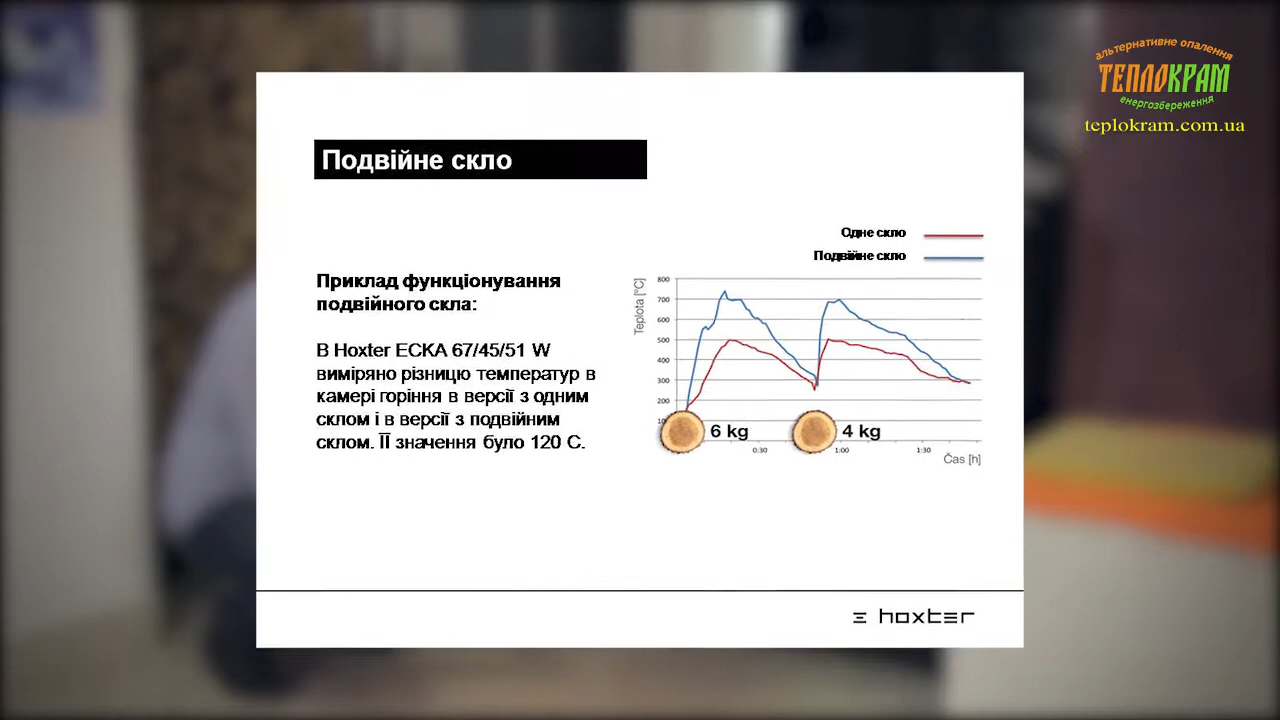 альтернативне опалення
ТЕПЛОКРАМ
енергозбереження
teplokram.com.ua
Подвійне скло
Одне скло
Подвійне скло
Приклад функціонування
подвійного скла:
В Hoxter ECKA 67/45/51 W
виміряно різницю температур в
камері горіння в версії з одним
склом і в версії з подвійним
склом. ЇЇ значення було 120 С.
Teplota [°C]
800
700
600
500
400
300
200
6 kg
4 kg
0:30
1:00
1:30
Čas [h]
hoxter